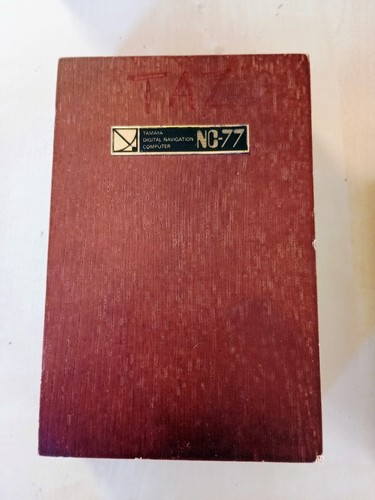 TAZ
TAMAYA
DIGITAL NAVIGATION
COMPUTER
NC-77